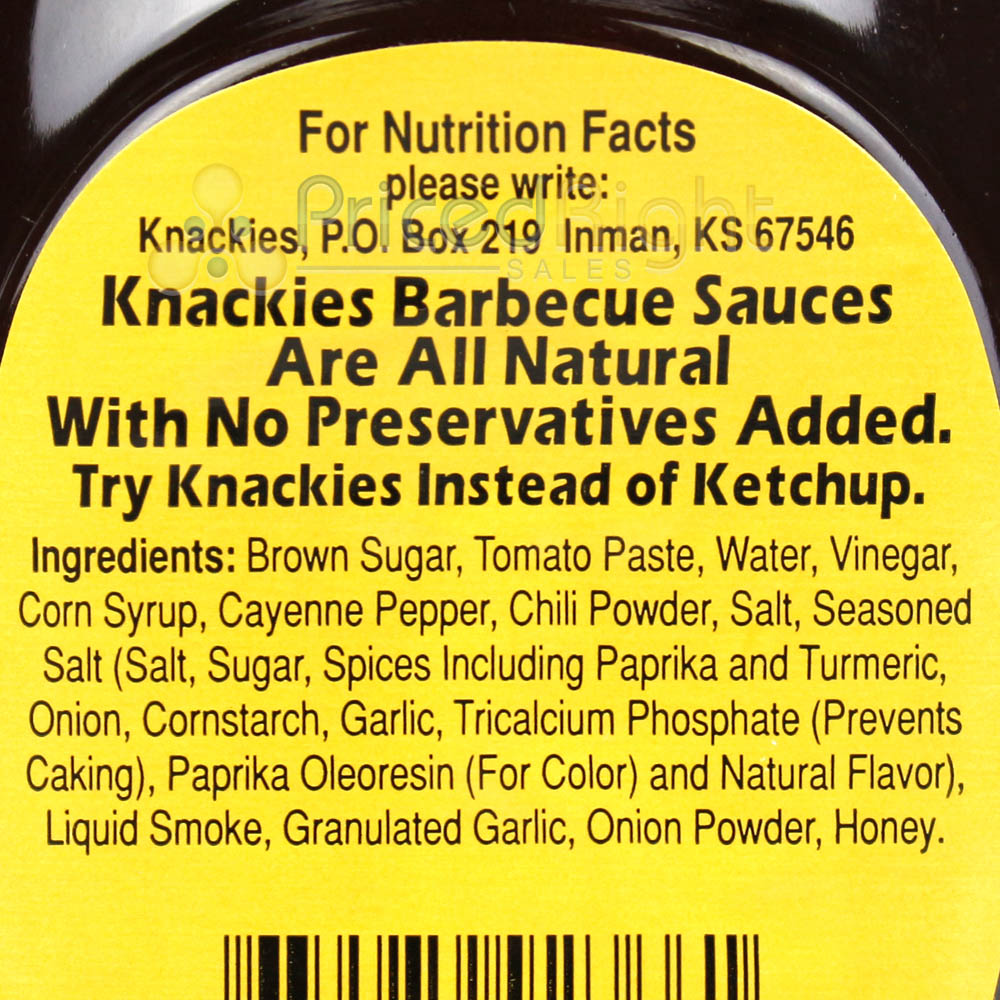 For Nutrition Facts
please write:
Knackies, P.O. Box 219 Inman, KS 67546
PricedRight
SALES
Knackies Barbecue Sauces
Are All Natural
With No Preservatives Added.
Try Knackies Instead of Ketchup.
Ingredients: Brown Sugar, Tomato Paste, Water, Vinegar,
Corn Syrup, Cayenne Pepper, Chili Powder, Salt, Seasoned
Salt (Salt, Sugar, Spices Including Paprika and Turmeric,
Onion, Cornstarch, Garlic, Tricalcium Phosphate (Prevents
Caking), Paprika Oleoresin (For Color) and Natural Flavor),
Liquid Smoke, Granulated Garlic, Onion Powder, Honey.